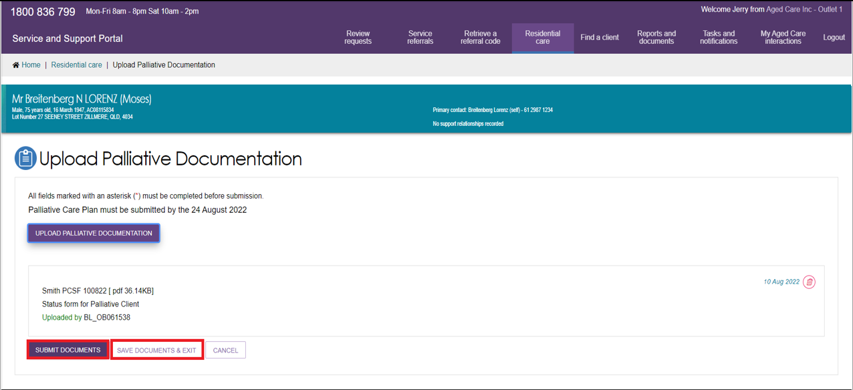 1800 836 799 Mon-Fri 8am - 8pm Sat 10am - 2pm
Welcome Jerry from Aged Care Inc - Outlet 1
Service and Support Portal
Review requests
Service referrals
Retrieve a referral code
Residential care
Find a client
Reports and documents
Tasks and notifications
My Aged Care interactions
Logout
Home | Residential care | Upload Palliative Documentation
Mr Breitenberg N LORENZ (Moses)
Male, 75 years old, 16 March 1947, AC08115834
Lot Number 27 SEENEY STREET ZILLMERE, QLD, 4034
Primary contact: Breitenberg Lorenz (self) - 61 2987 1234
No support relationships recorded
Upload Palliative Documentation
All fields marked with an asterisk (*) must be completed before submission.
Palliative Care Plan must be submitted by the 24 August 2022
UPLOAD PALLIATIVE DOCUMENTATION
Smith PCSF 100822 [ pdf 36.14KB]
10 Aug 2022
Status form for Palliative Client
Uploaded by BL_OB061538
SUBMIT DOCUMENTS
SAVE DOCUMENTS & EXIT
CANCEL